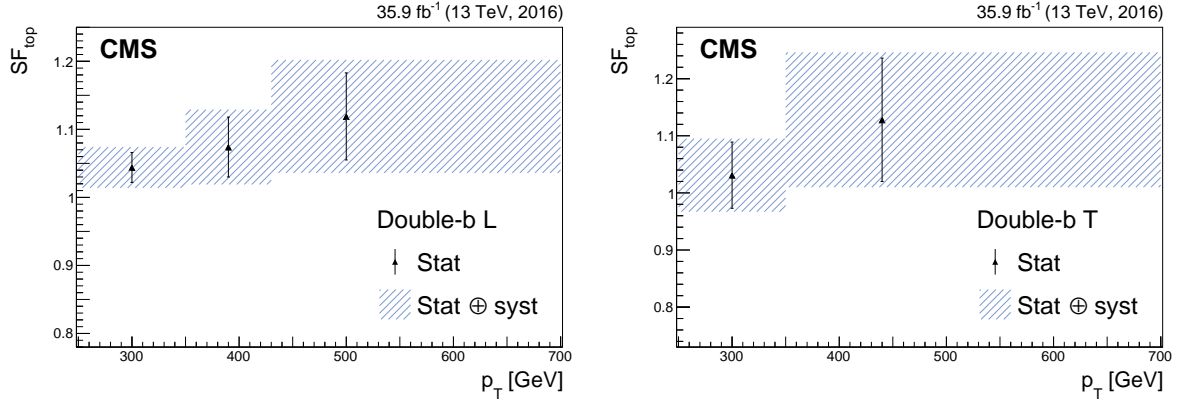 35.9 fb⁻¹ (13 TeV, 2016)
CMS
SF_top
1.2
1.1
1
0.9
0.8
Double-b L
Stat
Stat ⊕ syst
300 400 500 600 700
p_T [GeV]
35.9 fb⁻¹ (13 TeV, 2016)
CMS
SF_top
1.2
1.1
1
0.9
0.8
Double-b T
Stat
Stat ⊕ syst
300 400 500 600 700
p_T [GeV]